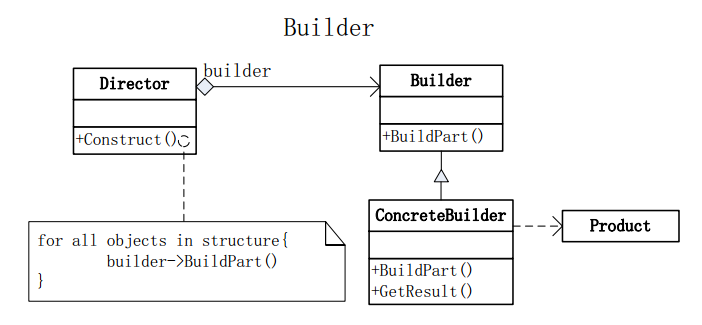 Builder
builder
Director
+Construct()
Builder
+BuildPart()
for all objects in structure{
builder->BuildPart()
}
ConcreteBuilder
+BuildPart()
+GetResult()
Product